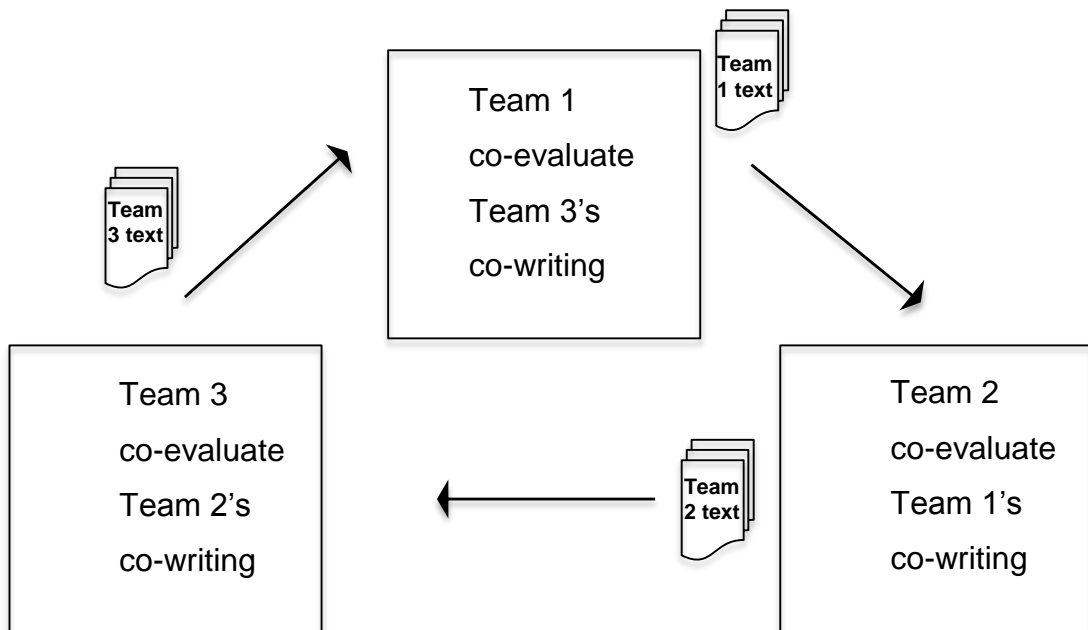 Team
1 text
Team 1
co-evaluate
Team 3’s
co-writing
Team
3 text
Team 3
co-evaluate
Team 2’s
co-writing
Team
2 text
Team 2
co-evaluate
Team 1’s
co-writing